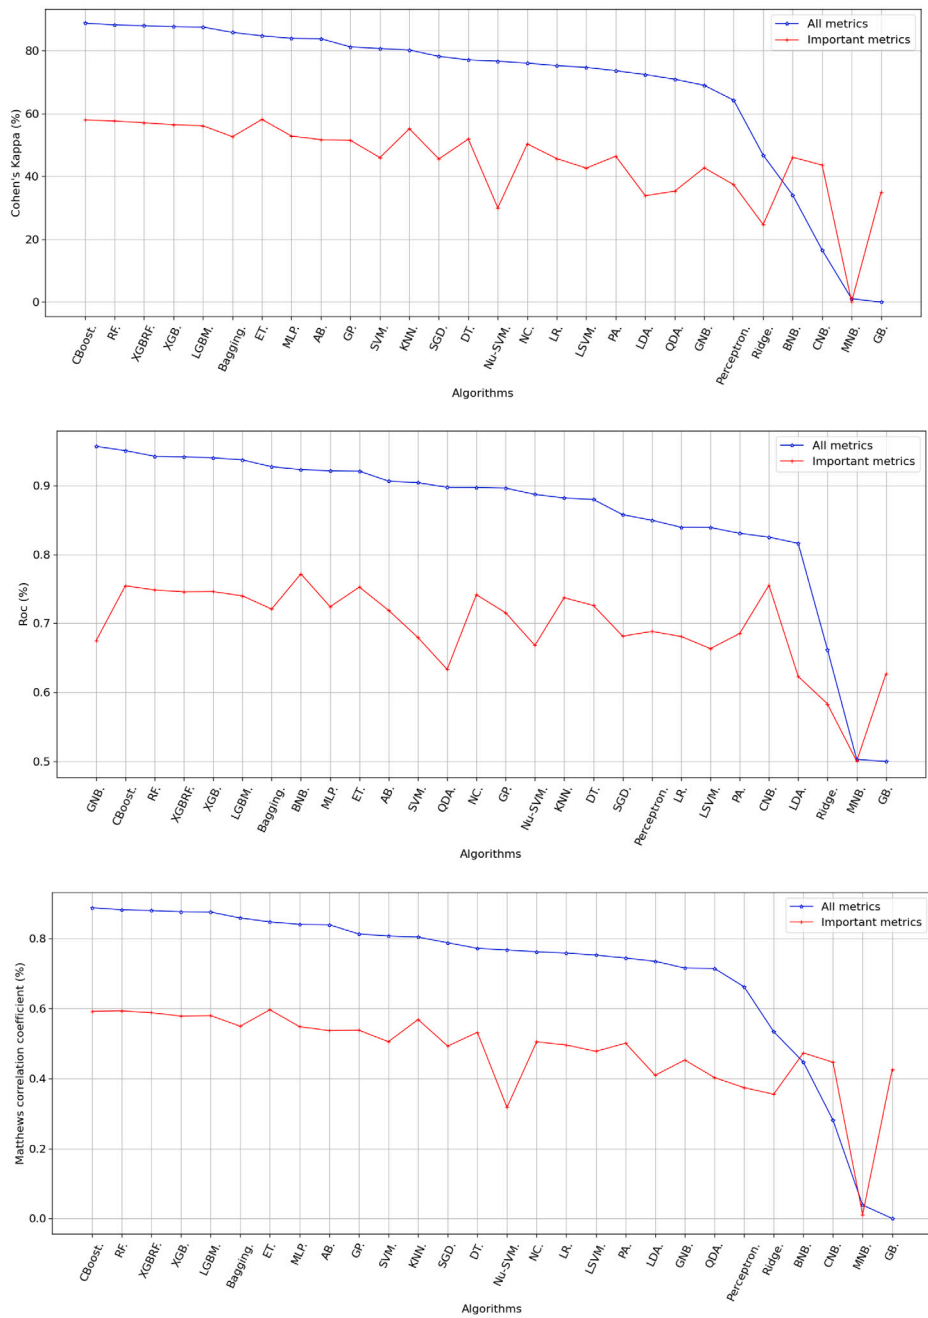 All metrics
Important metrics
Cohen's Kappa (%)
80
60
40
20
0
CBoost. RF. XGBRF. XGB. LGBM. Bagging. ET. MLP. AB. GP. SVM. KNN. SGD. DT. Nu-SVM. NC. LR. LSVM. PA. LDA. QDA. GNB. Perceptron. Ridge. BNB. CNB. MNB. GB.
Algorithms
All metrics
Important metrics
Roc (%)
0.9
0.8
0.7
0.6
0.5
GNB. CBoost. RF. XGBRF. XGB. LGBM. Bagging. BNB. MLP. ET. AB. SVM. QDA. NC. GP. Nu-SVM. KNN. DT. SGD. Perceptron. LR. LSVM. PA. CNB. LDA. Ridge. MNB. GB.
Algorithms
All metrics
Important metrics
Matthews correlation coefficient (%)
0.8
0.6
0.4
0.2
0.0
CBoost. RF. XGBRF. XGB. LGBM. Bagging. ET. MLP. AB. GP. SVM. KNN. SGD. DT. Nu-SVM. NC. LR. LSVM. PA. LDA. GNB. QDA. Perceptron. Ridge. BNB. CNB. MNB. GB.
Algorithms